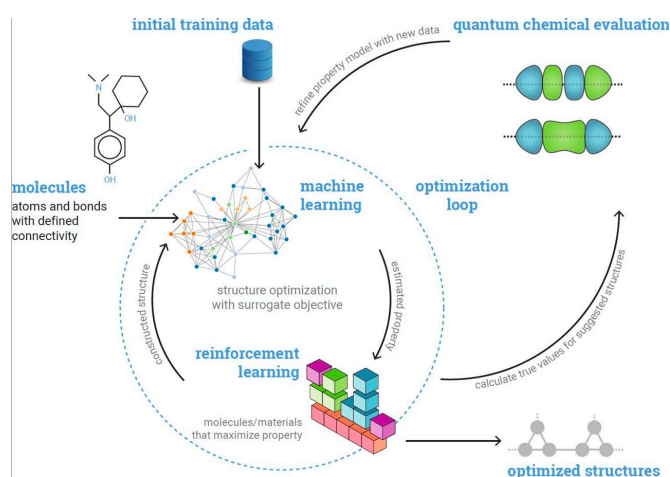 initial training data
quantum chemical evaluation
refine property model with new data
N
OH
OH
molecules
atoms and bonds
with defined
connectivity
machine
learning
optimization
loop
structure optimization
with surrogate objective
constructed structure
estimated property
calculate true values for suggested structures
reinforcement
learning
molecules/materials
that maximize property
optimized structures